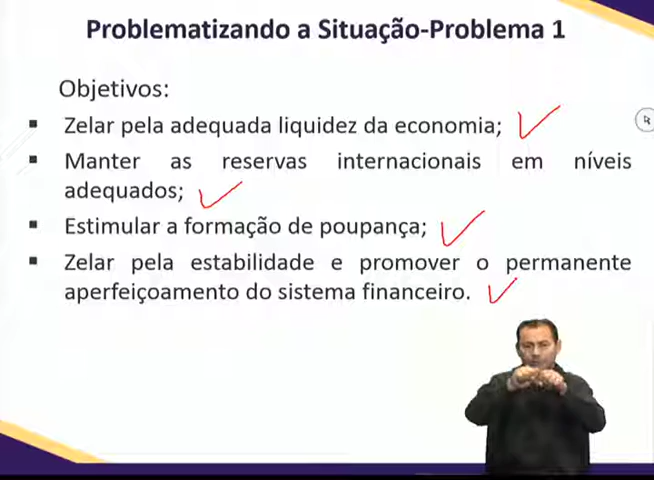 Problematizando a Situação-Problema 1
Objetivos:
▪ Zelar pela adequada liquidez da economia;
▪ Manter as reservas internacionais em níveis
adequados;
▪ Estimular a formação de poupança;
▪ Zelar pela estabilidade e promover o permanente
aperfeiçoamento do sistema financeiro.